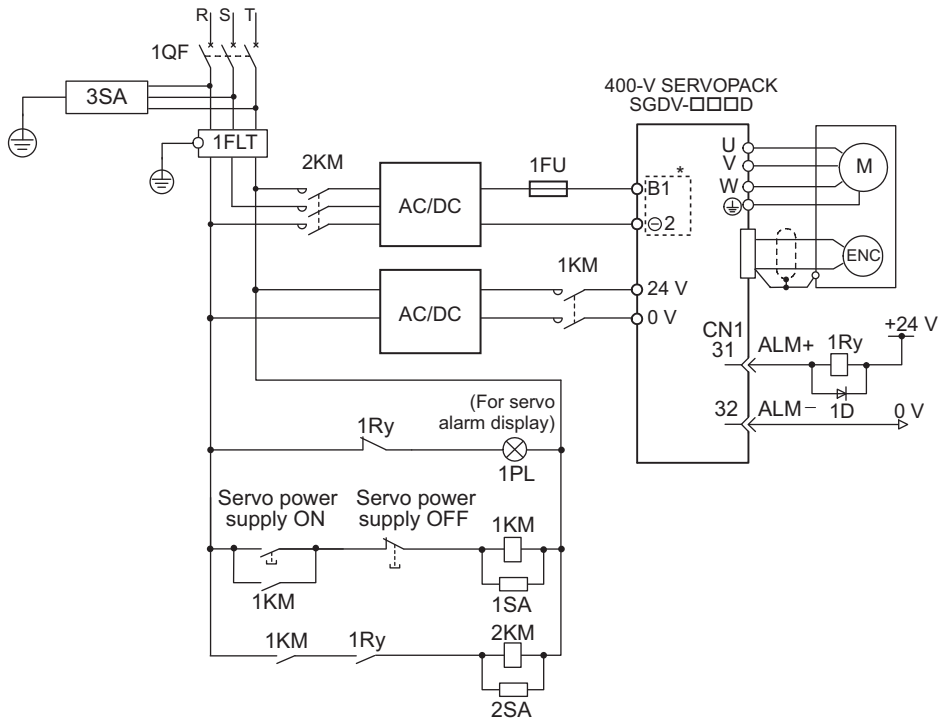 R S T
1QF
3SA
1FLT
400-V SERVOPACK
SGDV-□□□D
2KM
AC/DC
1FU
B1
*
⊖2
U
V
W
M
ENC
AC/DC
1KM
24 V
0 V
CN1
31
ALM+
1Ry
+24 V
1D
32
ALM−
0 V
(For servo
alarm display)
1Ry
1PL
Servo power
supply ON
Servo power
supply OFF
1KM
1KM
1SA
1KM
1Ry
2KM
2SA